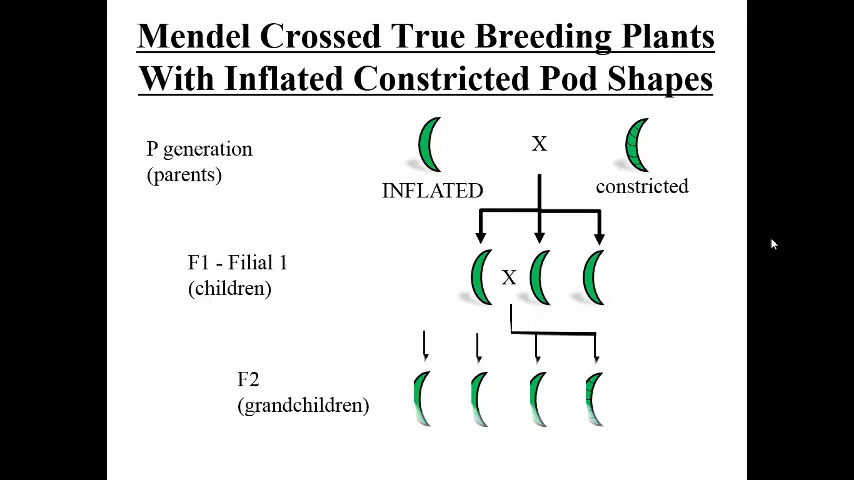 Mendel Crossed True Breeding Plants
With Inflated Constricted Pod Shapes
P generation
(parents)
X
INFLATED
constricted
F1 - Filial 1
(children)
X
F2
(grandchildren)